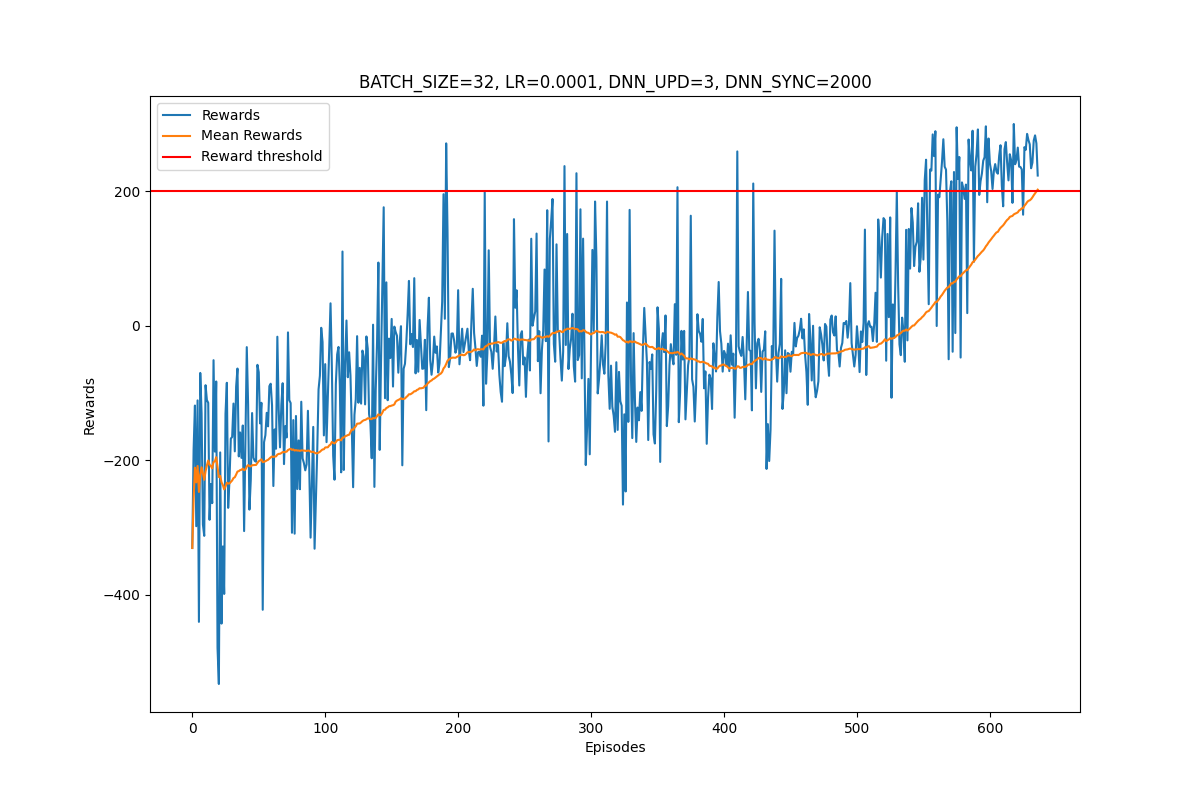 BATCH_SIZE=32, LR=0.0001, DNN_UPD=3, DNN_SYNC=2000
Rewards
Mean Rewards
Reward threshold
200
0
−200
−400
Rewards
0 100 200 300 400 500 600
Episodes